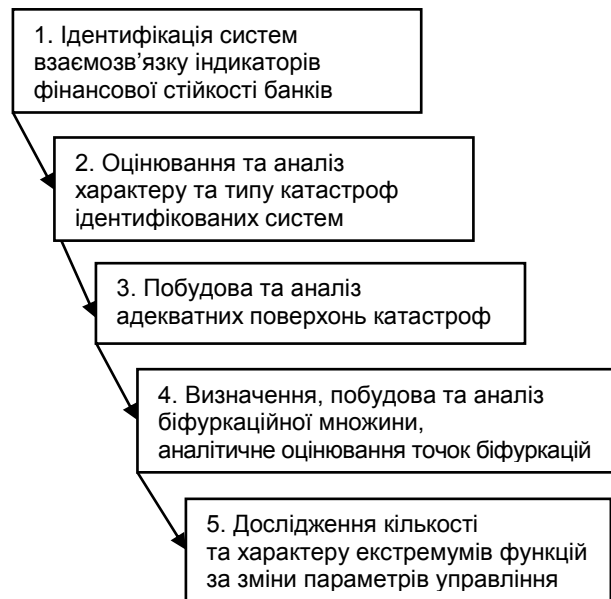 1. Ідентифікація систем
взаємозв’язку індикаторів
фінансової стійкості банків
2. Оцінювання та аналіз
характеру та типу катастроф
ідентифікованих систем
3. Побудова та аналіз
адекватних поверхонь катастроф
4. Визначення, побудова та аналіз
біфуркаційної множини,
аналітичне оцінювання точок біфуркацій
5. Дослідження кількості
та характеру екстремумів функцій
за зміни параметрів управління